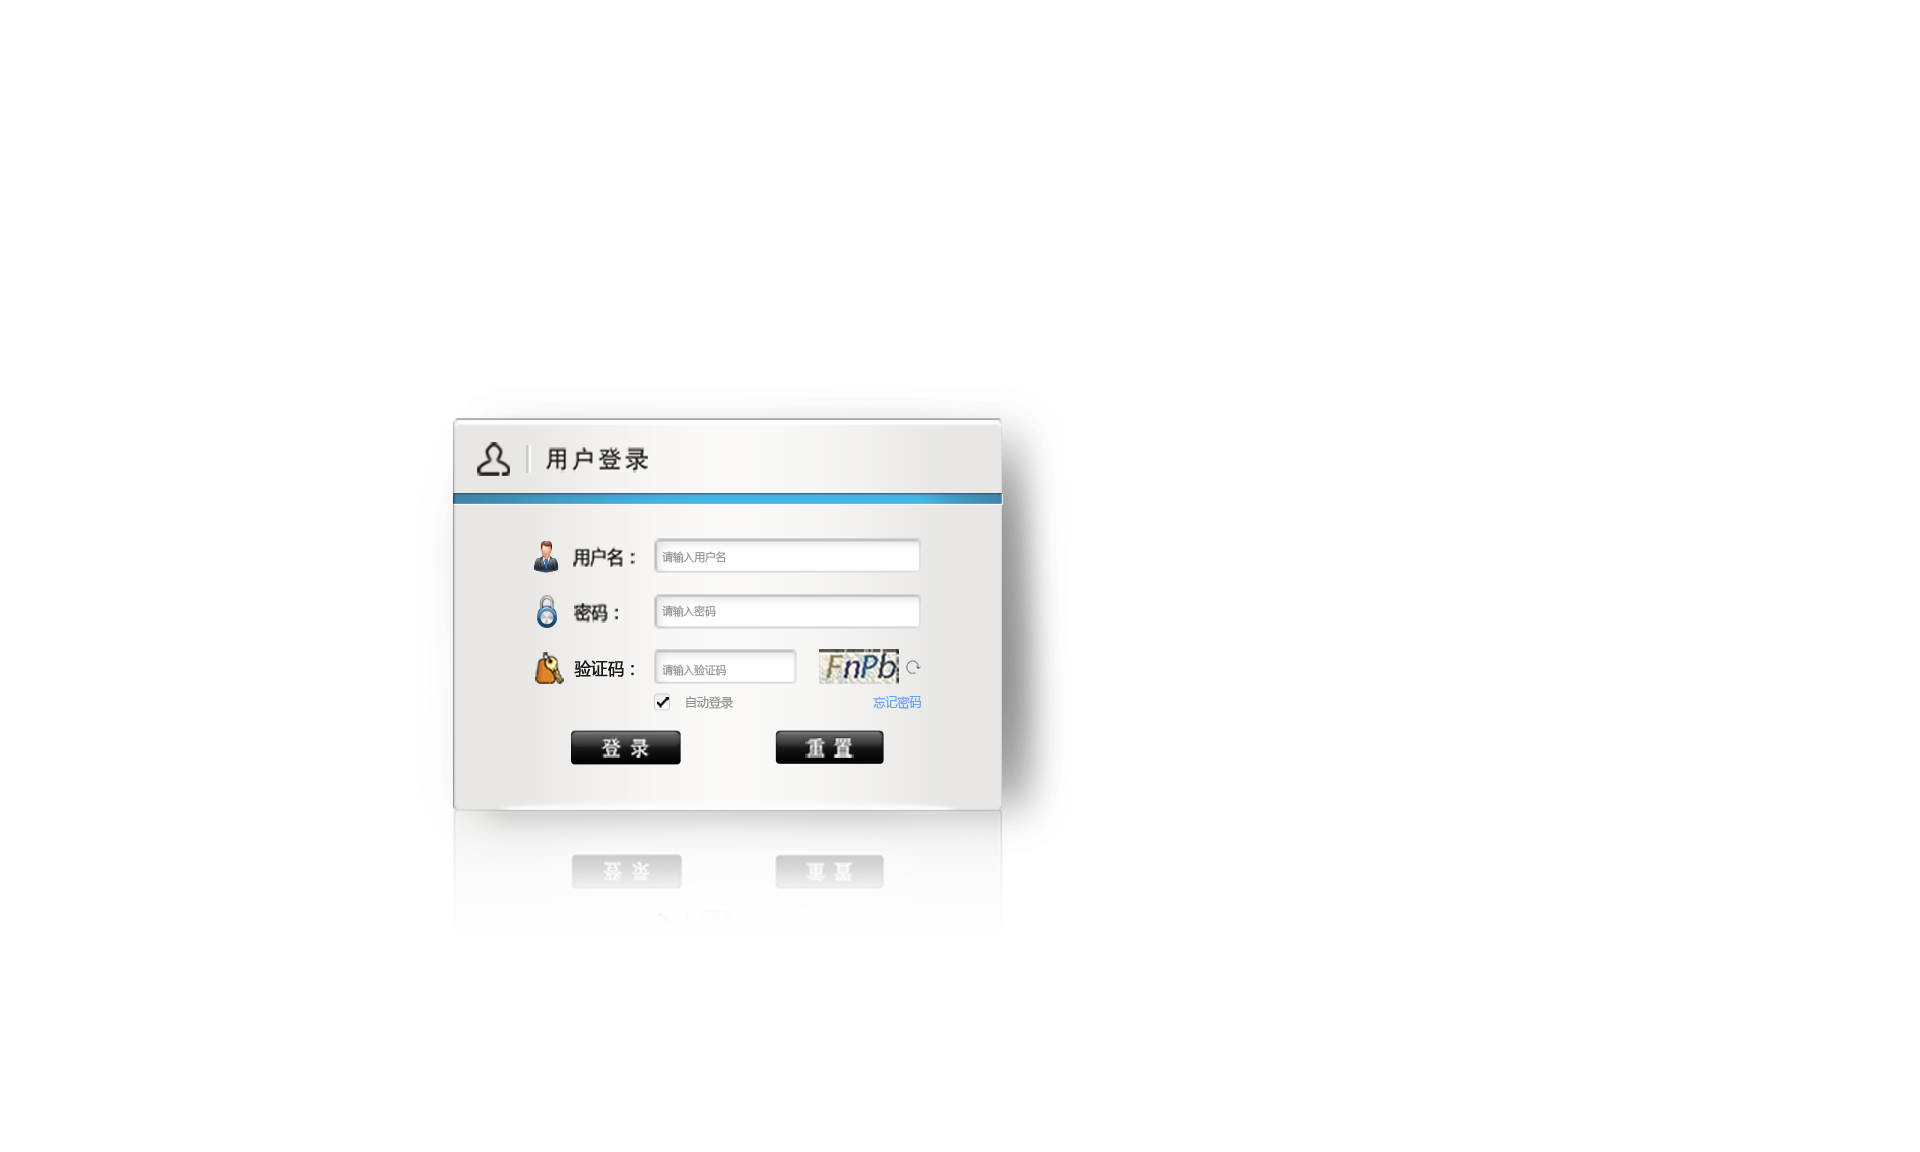 用户登录
用户名：
请输入用户名
密码：
请输入密码
验证码：
请输入验证码
FnPb
自动登录
忘记密码
登 录
重 置